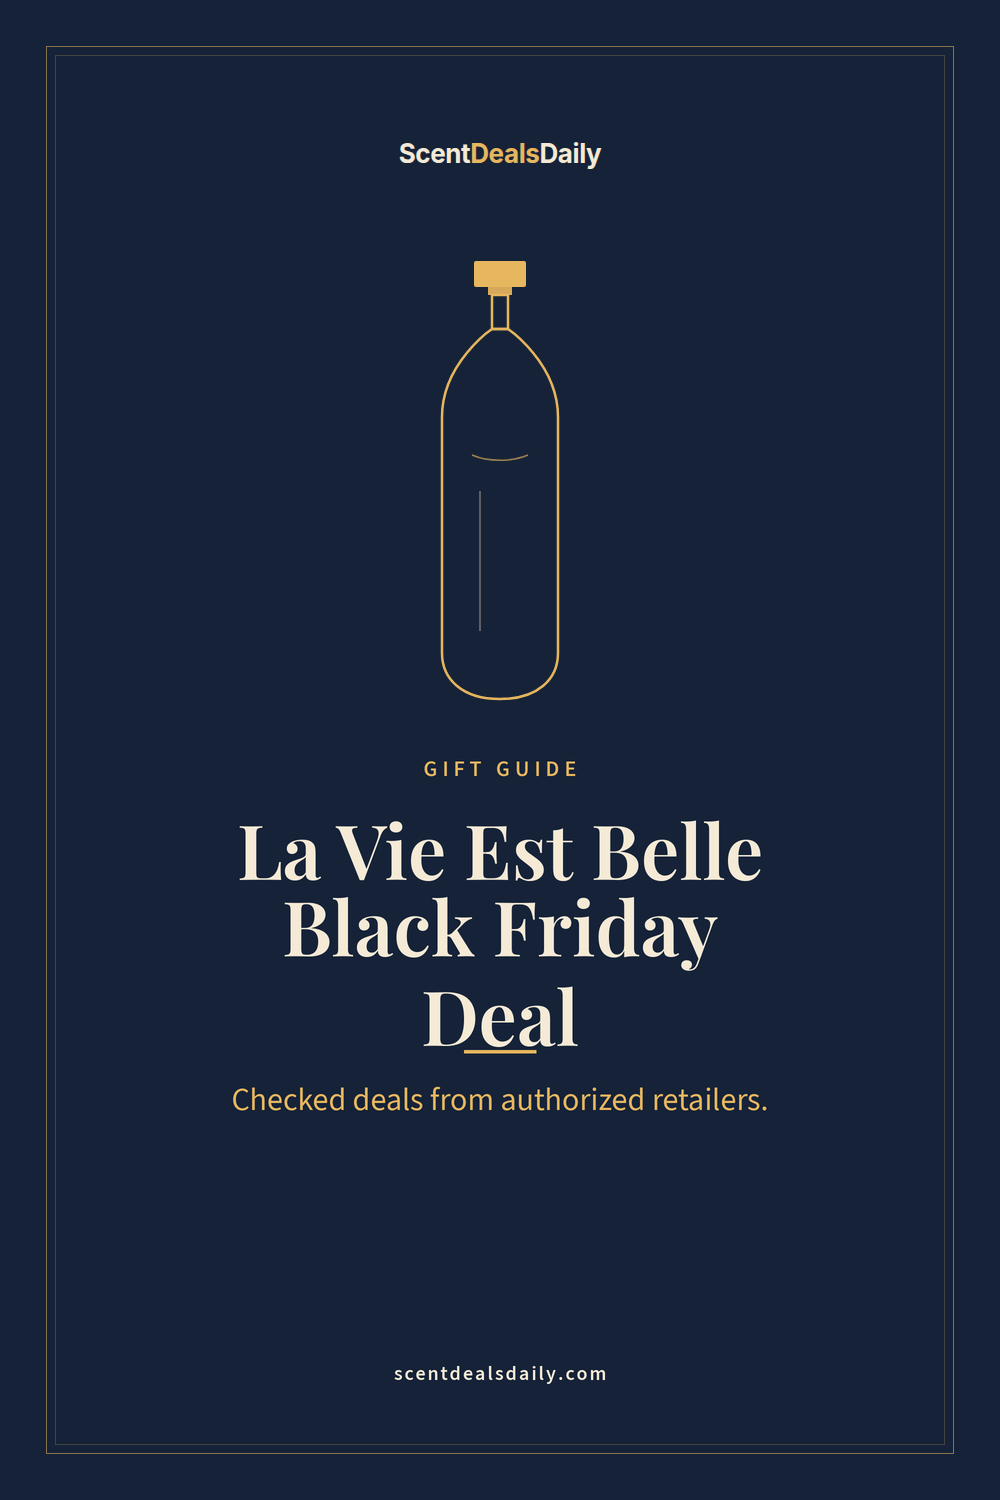 ScentDealsDaily
GIFT GUIDE
La Vie Est Belle
Black Friday
Deal
Checked deals from authorized retailers.
scentdealsdaily.com